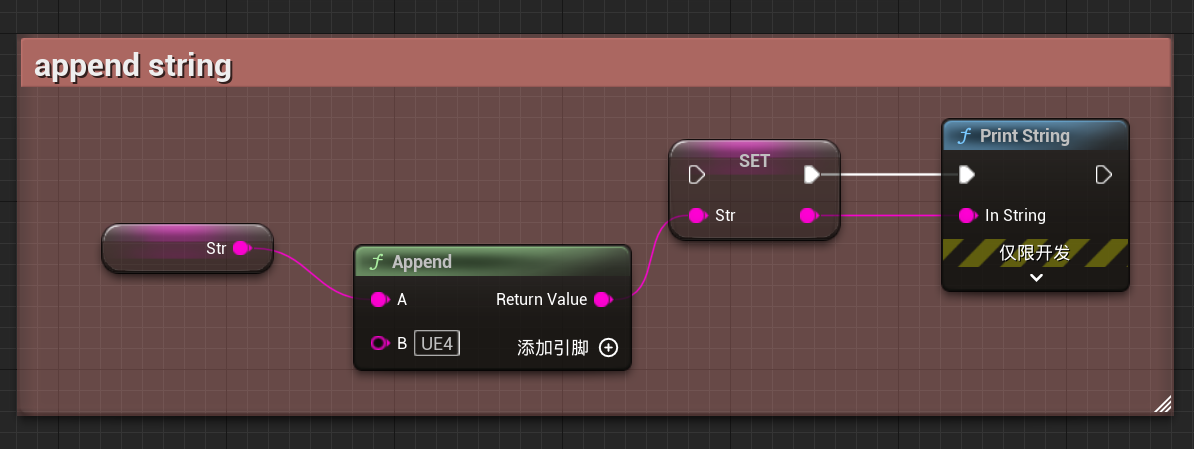 append string
Print String
SET
In String
Str
Str
仅限开发
Append
A
Return Value
B UE4
添加引脚